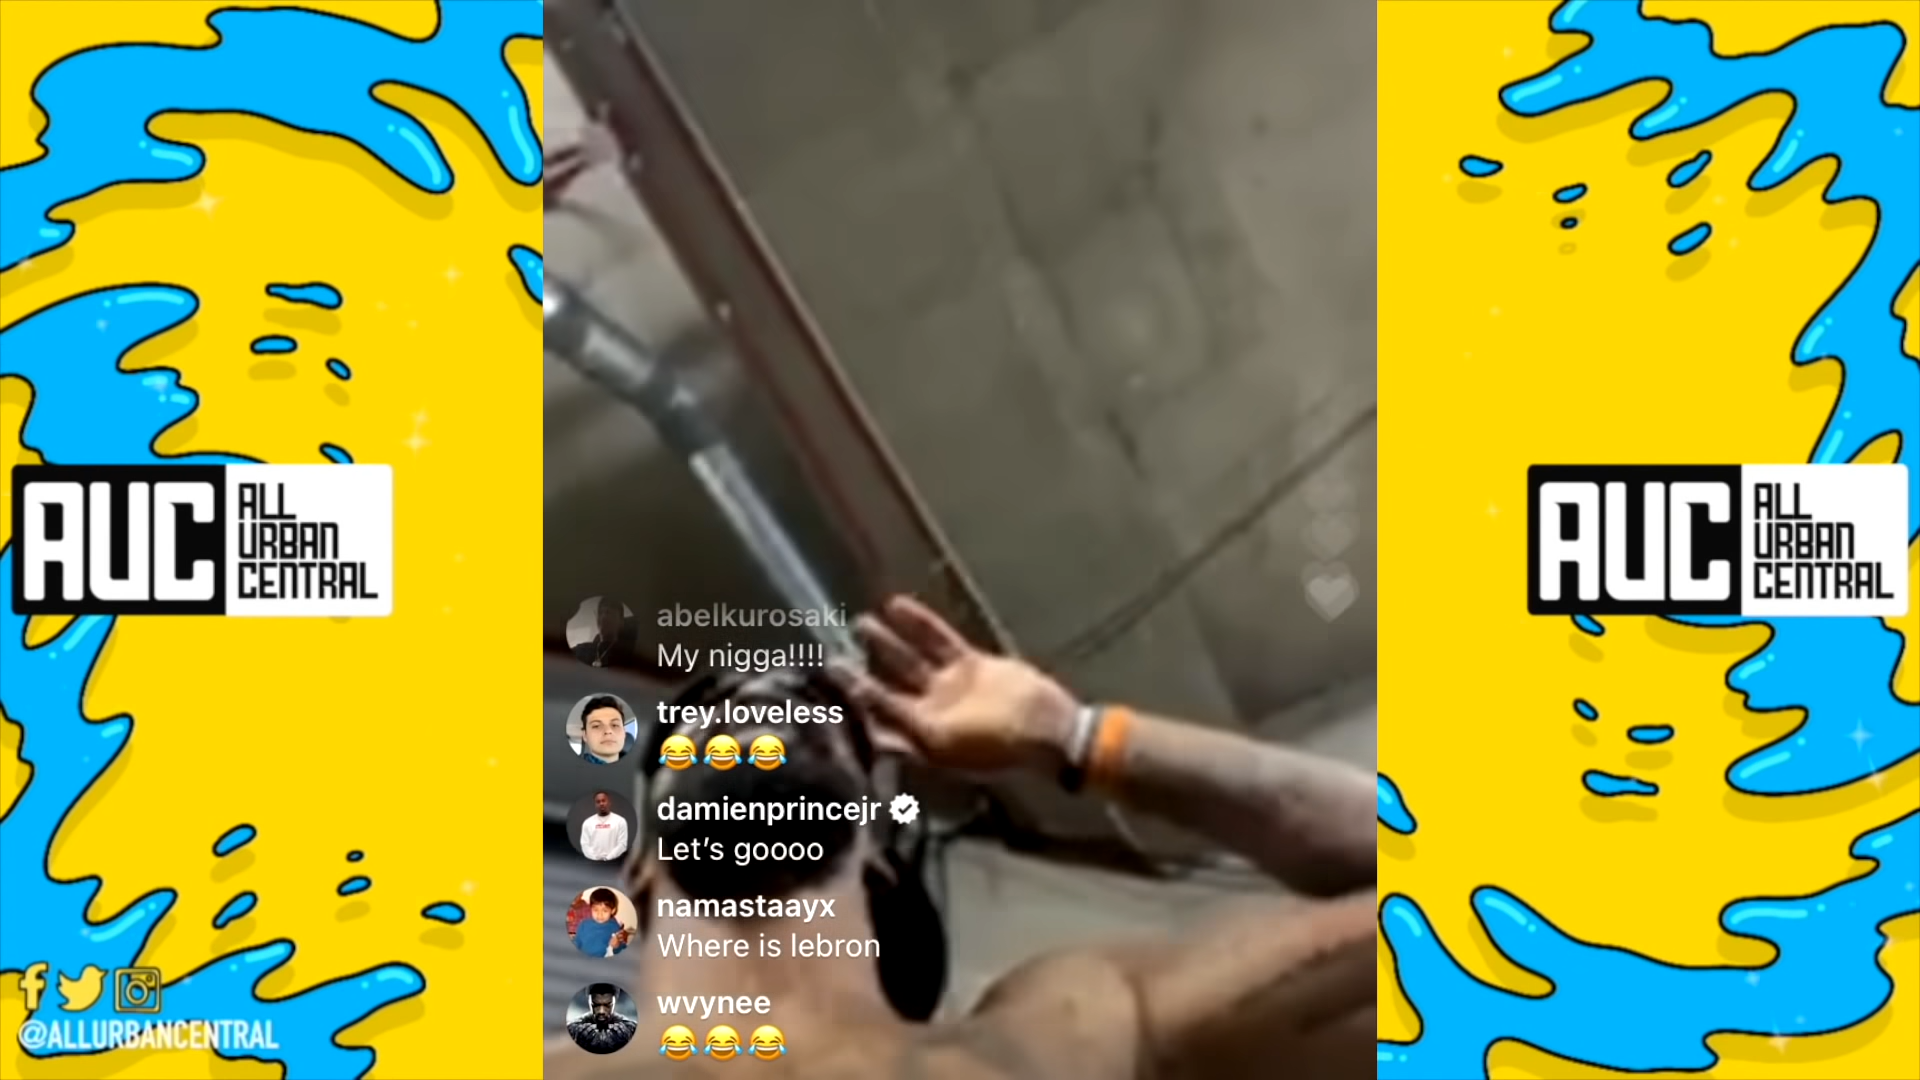 AUC
ALL
URBAN
CENTRAL
@ALLURBANCENTRAL
abelkurosaki
My nigga!!!!
trey.loveless
😂😂😂
damienprincejr
Let’s goooo
namastaayx
Where is lebron
wvynee
😂😂😂
AUC
ALL
URBAN
CENTRAL